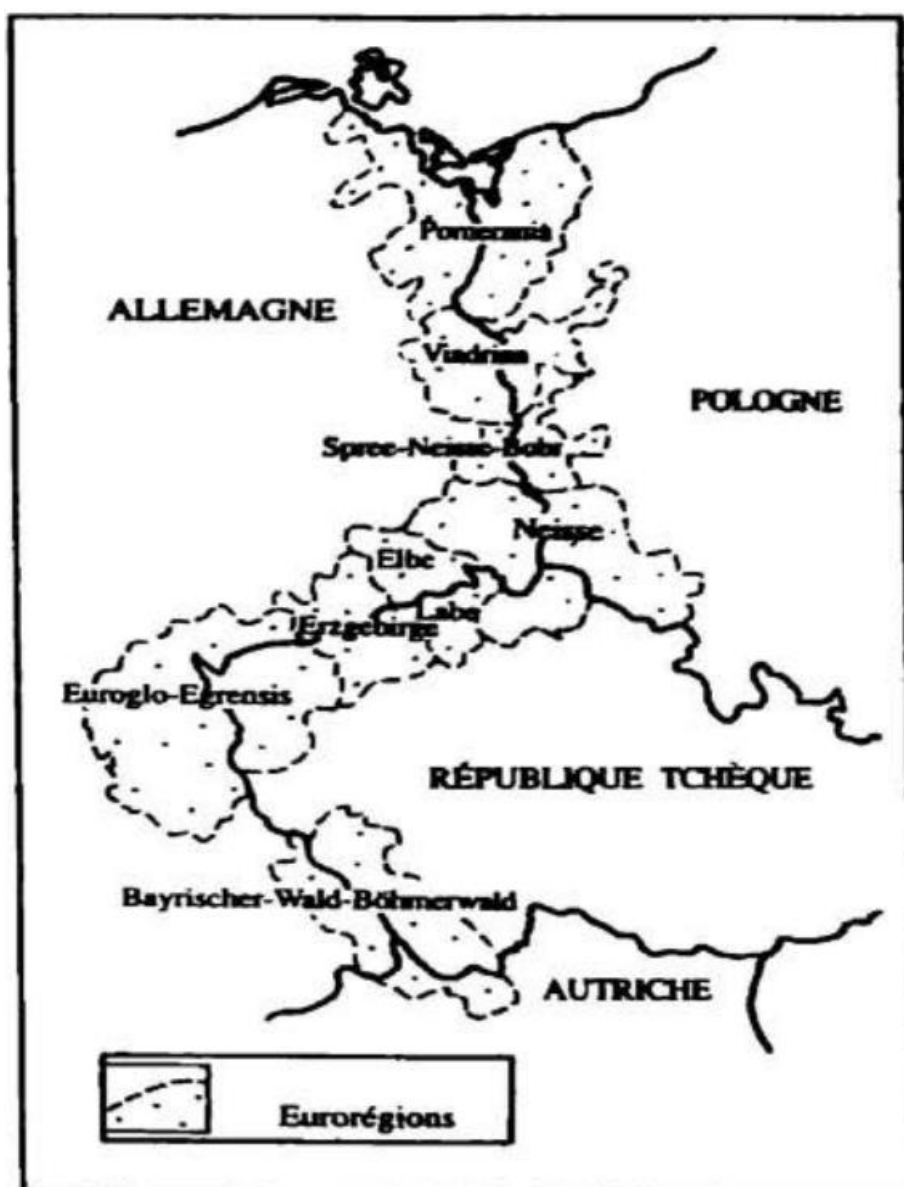 Pomerania
ALLEMAGNE
Viadrina
POLOGNE
Spree-Neisse-Bobr
Neisse
Elbe
Labe
Erzgebirge
Euroglo-Egrensis
RÉPUBLIQUE TCHÈQUE
Bayrischer-Wald-Böhmerwald
AUTRICHE
Eurorégions